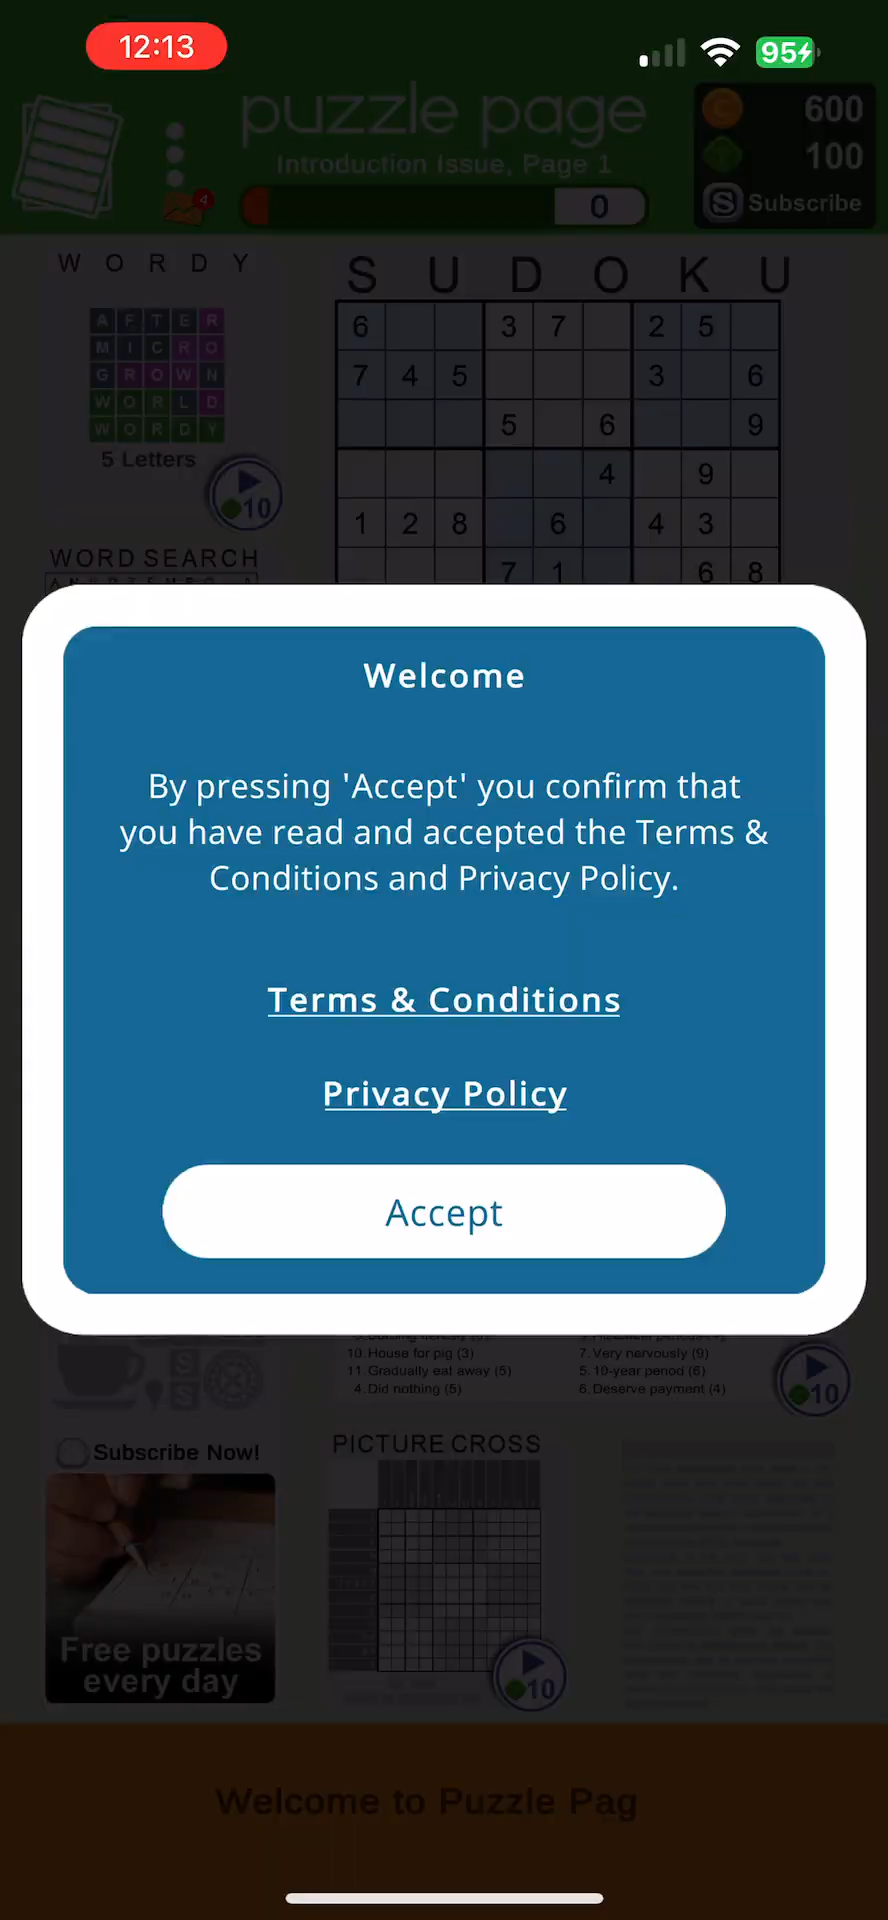 12:13
95
puzzle page
Introduction Issue, Page 1
600
100
4
0
Subscribe
W O R D Y
S U D O K U
A F T E R
M I C R O
G R O W N
W O R L D
W O R D Y
5 Letters
10
6 3 7 2 5
7 4 5 3 6
5 6 9
4 9
1 2 8 6 4 3
7 1 6 8
WORD SEARCH
Welcome
By pressing 'Accept' you confirm that
you have read and accepted the Terms &
Conditions and Privacy Policy.
Terms & Conditions
Privacy Policy
Accept
10. House for pig (3)
11. Gradually eat away (5)
4. Did nothing (5)
7. Very nervously (9)
5. 10-year period (6)
6. Deserve payment (4)
10
Subscribe Now!
PICTURE CROSS
Free puzzles
every day
10
Welcome to Puzzle Pag